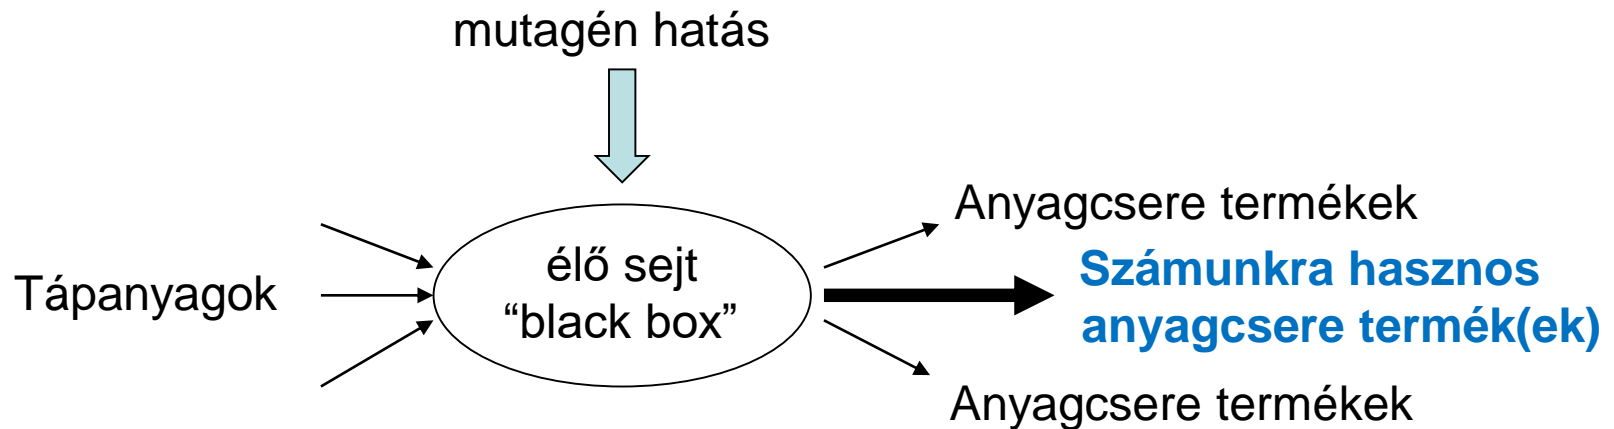 mutagén hatás
Tápanyagok
élő sejt
“black box”
Anyagcsere termékek
Számunkra hasznos
anyagcsere termék(ek)
Anyagcsere termékek